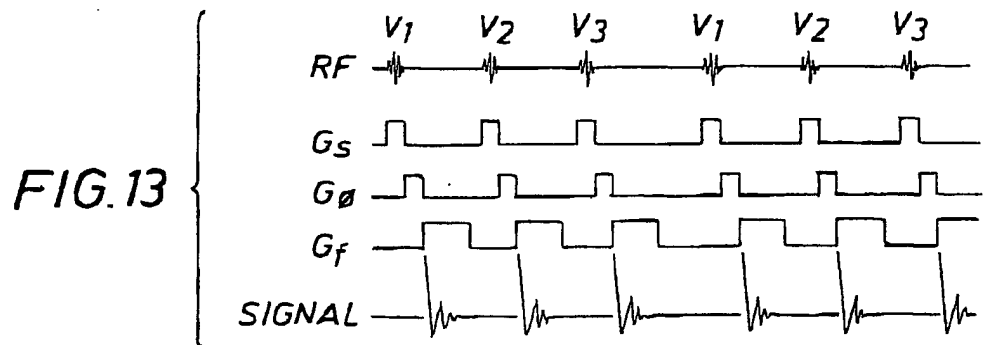 FIG. 13
V1 V2 V3 V1 V2 V3
RF
Gs
Gø
Gf
SIGNAL